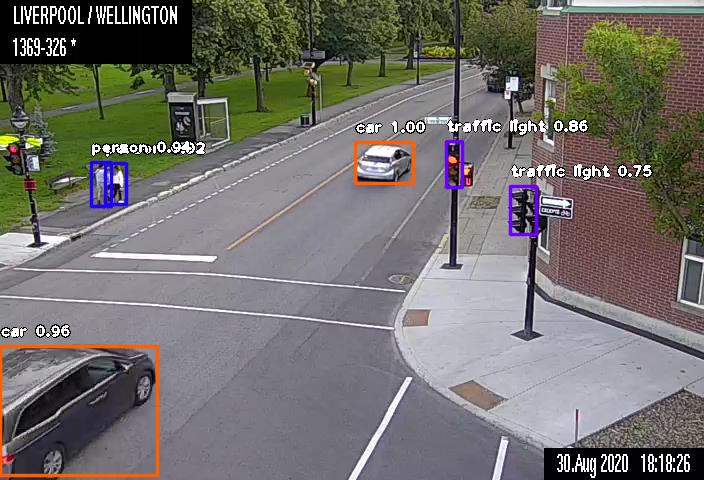 LIVERPOOL / WELLINGTON
1369-326 *
car 1.00
traffic light 0.86
traffic light 0.75
car 0.96
30.Aug 2020 18:18:26